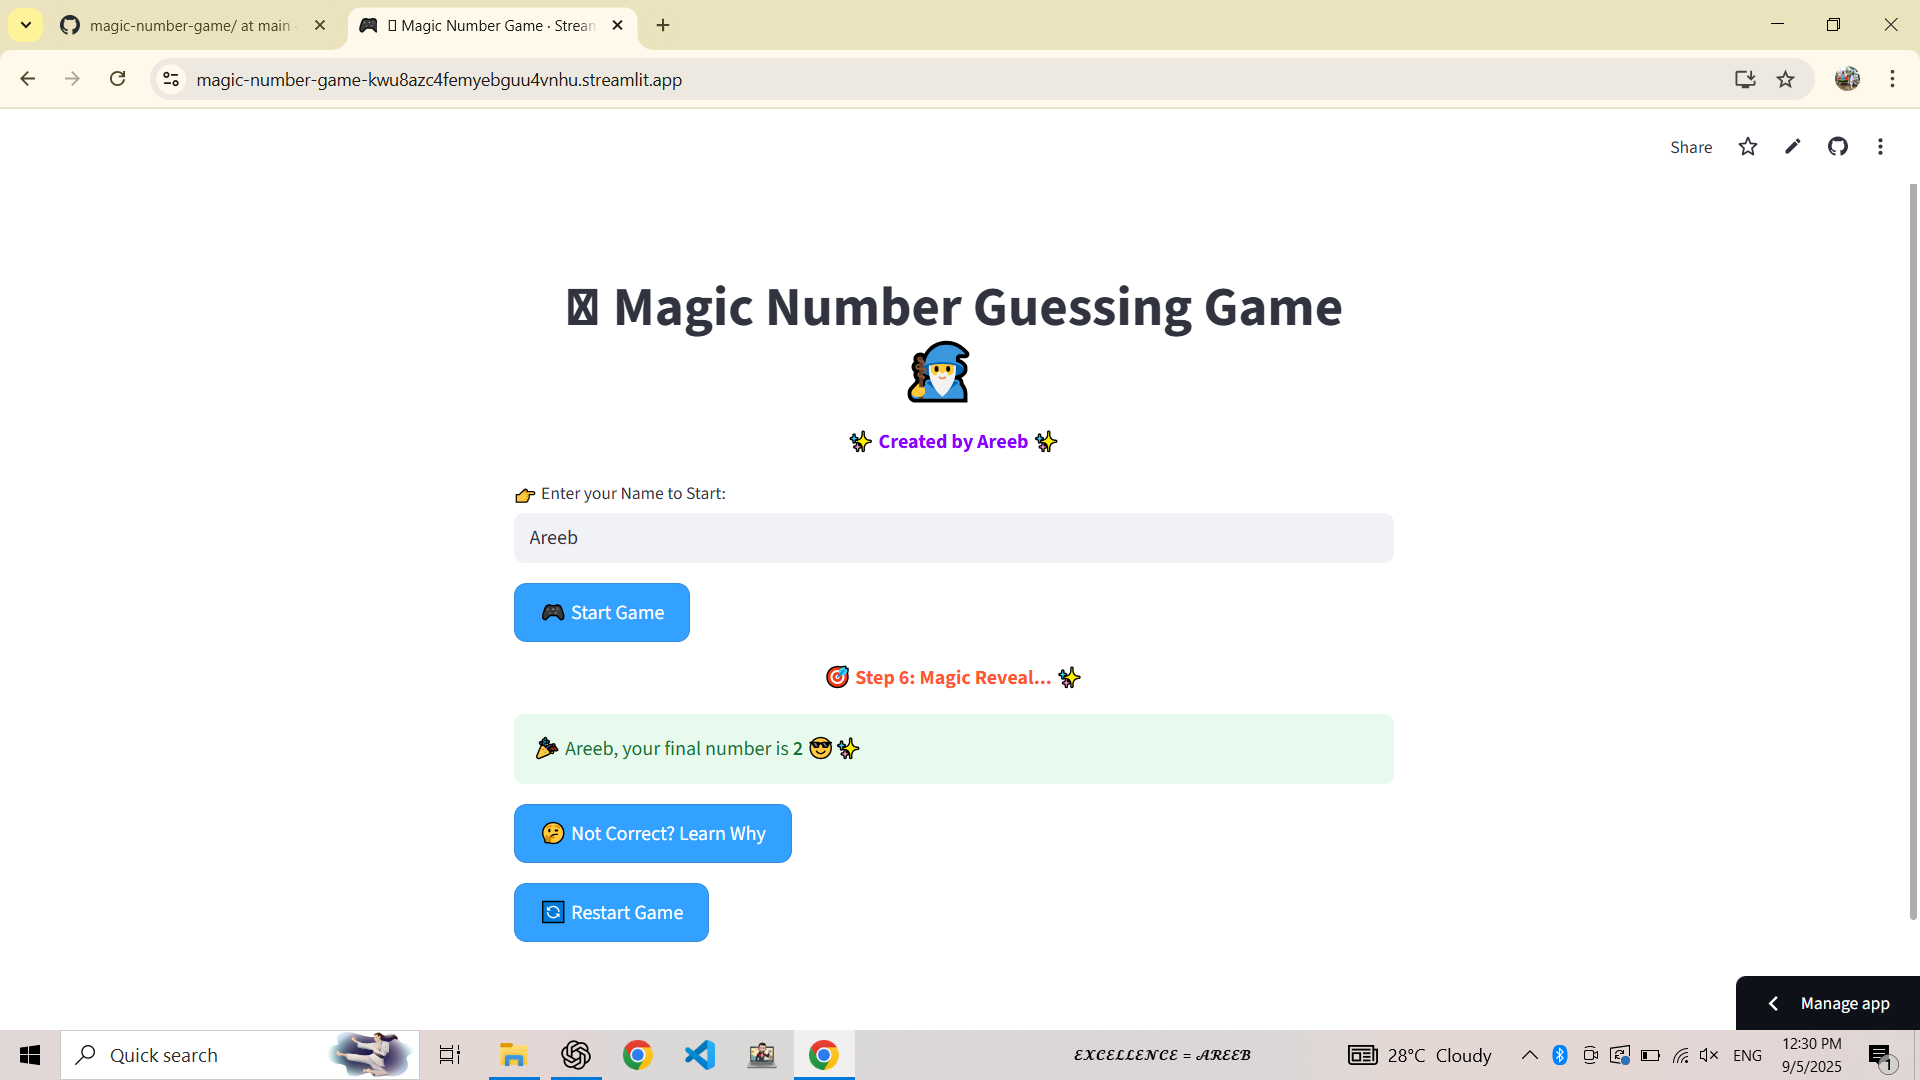 magic-number-game/ at main
Magic Number Game · Stream
magic-number-game-kwu8azc4femyebguu4vnhu.streamlit.app
Share
Magic Number Guessing Game
✨ Created by Areeb ✨
👉 Enter your Name to Start:
Areeb
🎮 Start Game
🎯 Step 6: Magic Reveal... ✨
🎉 Areeb, your final number is 2 😎 ✨
🤔 Not Correct? Learn Why
🔄 Restart Game
Manage app
Quick search
EXCELLENCE = AREEB
28°C Cloudy
ENG
12:30 PM
9/5/2025
1